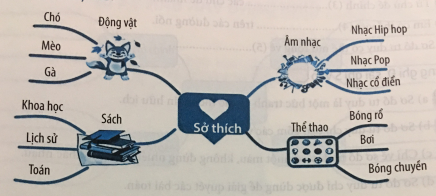 Chó
Động vật
Mèo
Gà
Khoa học
Sách
Lịch sử
Toán
Sở thích
Âm nhạc
Nhạc Hip hop
Nhạc Pop
Nhạc cổ điển
Thể thao
Bóng rổ
Bơi
Bóng chuyền